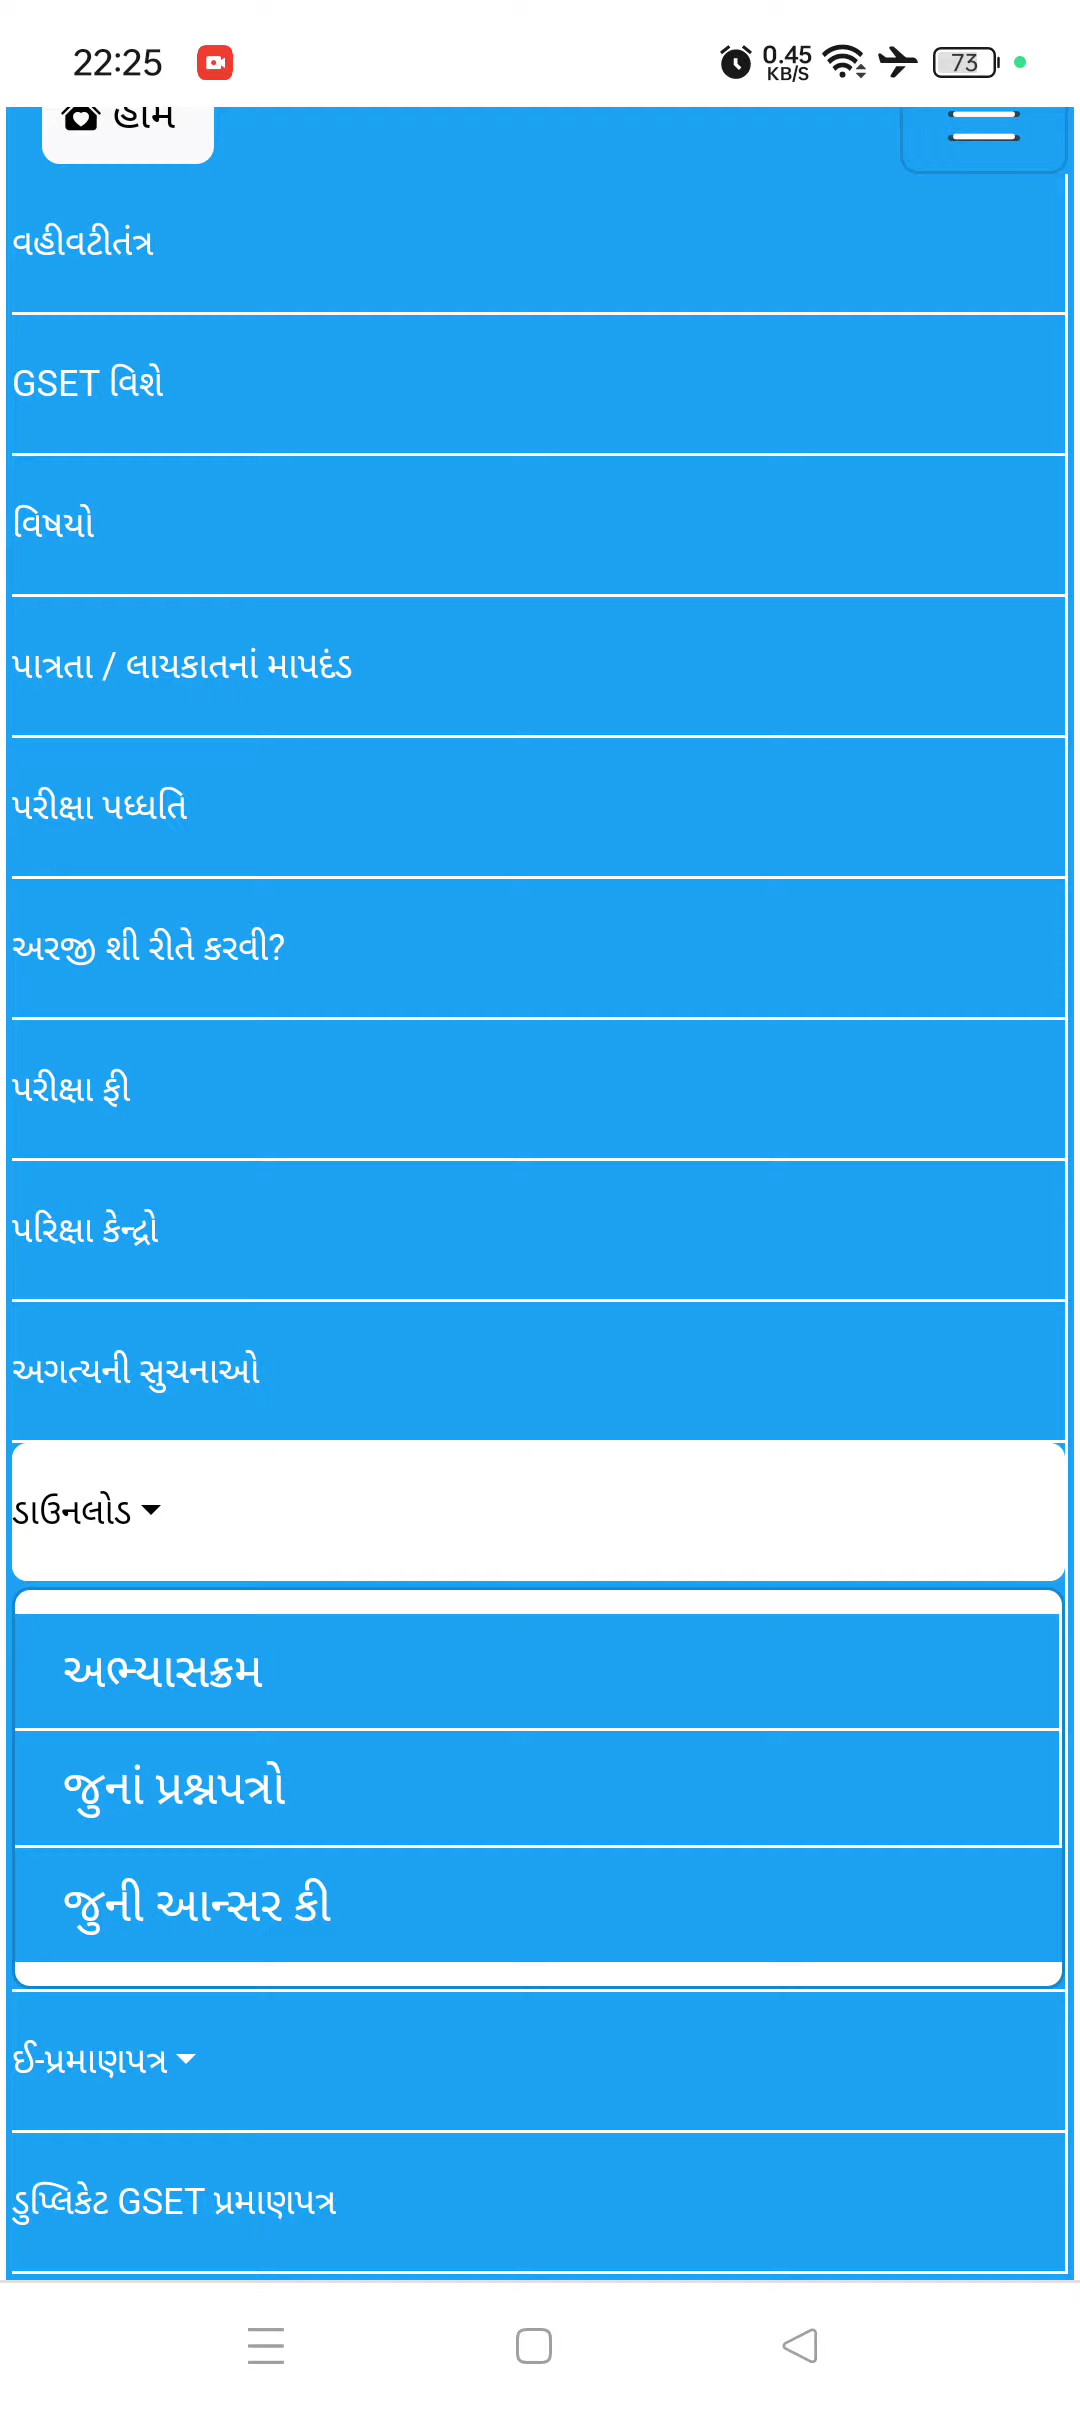 22:25
0.45
KB/S
73
હોમ
વહીવટીતંત્ર
GSET વિશે
વિષયો
પાત્રતા / લાયકાતનાં માપદંડ
પરીક્ષા પધ્ધતિ
અરજી શી રીતે કરવી?
પરીક્ષા ફી
પરિક્ષા કેન્દ્રો
અગત્યની સુચનાઓ
ડાઉનલોડ
અભ્યાસક્રમ
જુનાં પ્રશ્નપત્રો
જુની આન્સર કી
ઈ-પ્રમાણપત્ર
ડુપ્લિકેટ GSET પ્રમાણપત્ર